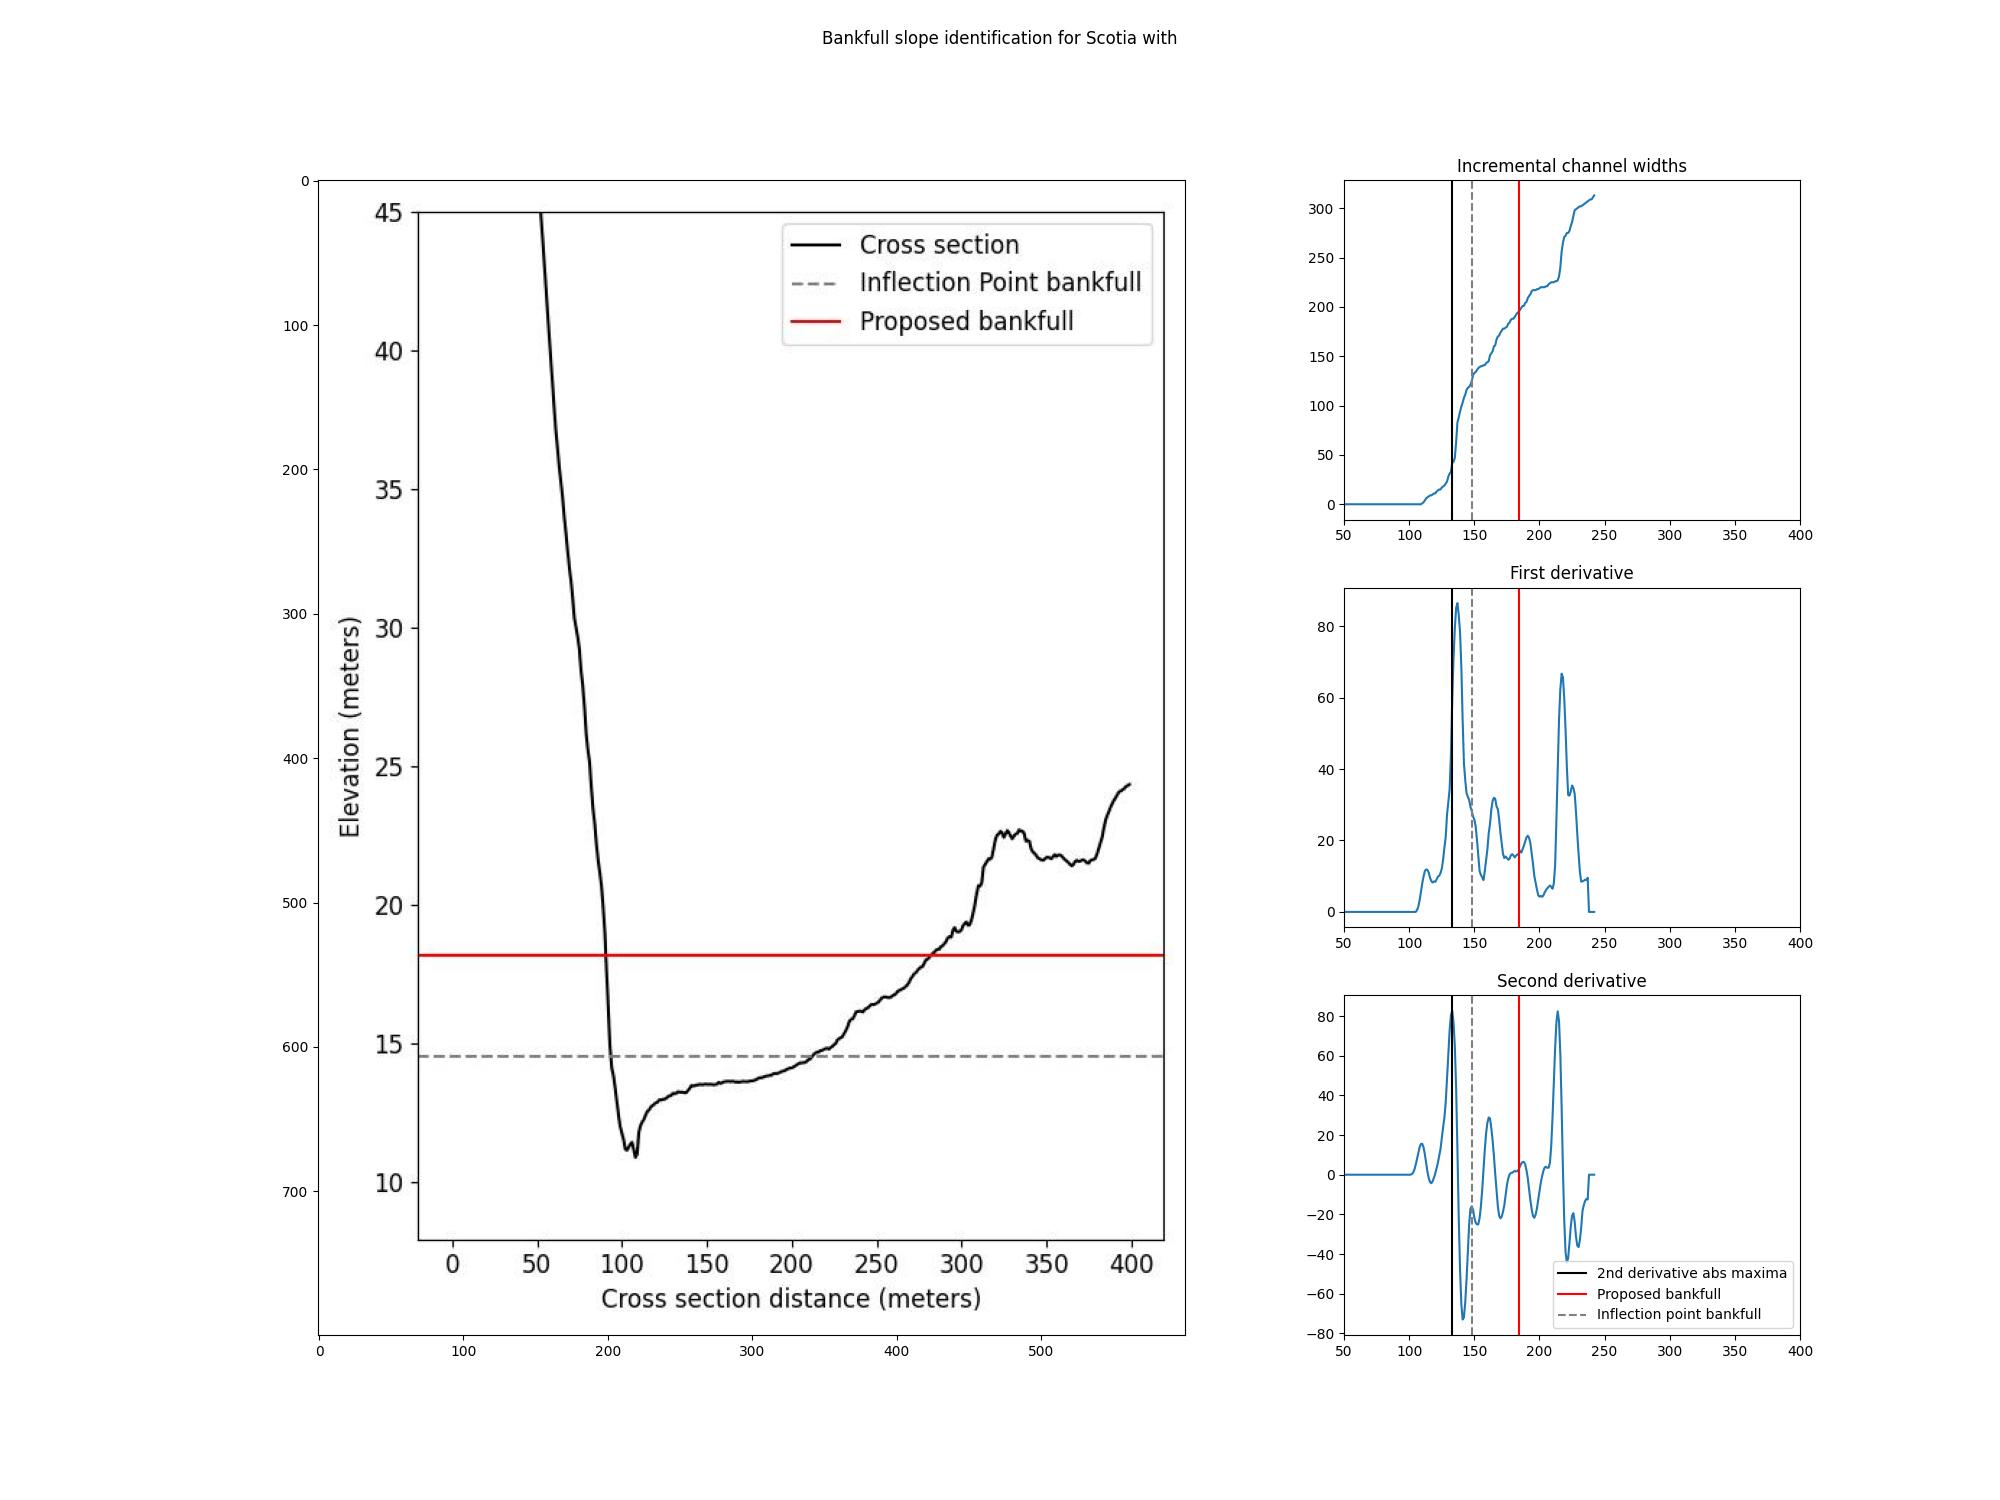 Bankfull slope identification for Scotia with
0
100
200
300
400
500
600
700
0 100 200 300 400 500
45
40
35
30
25
20
15
10
Elevation (meters)
Cross section
Inflection Point bankfull
Proposed bankfull
0 50 100 150 200 250 300 350 400
Cross section distance (meters)
Incremental channel widths
300
250
200
150
100
50
0
50 100 150 200 250 300 350 400
First derivative
80
60
40
20
0
50 100 150 200 250 300 350 400
Second derivative
80
60
40
20
0
−20
−40
−60
−80
2nd derivative abs maxima
Proposed bankfull
Inflection point bankfull
50 100 150 200 250 300 350 400